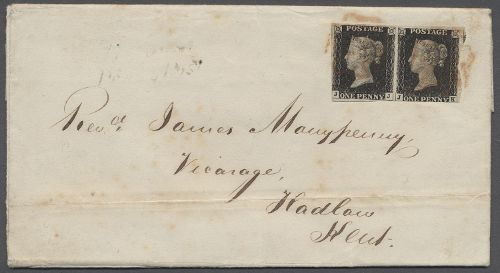 POSTAGE POSTAGE
J J J K
ONE PENNY ONE PENNY
Revd. James Monypenny,
Vicarage,
Hadlow
Kent.